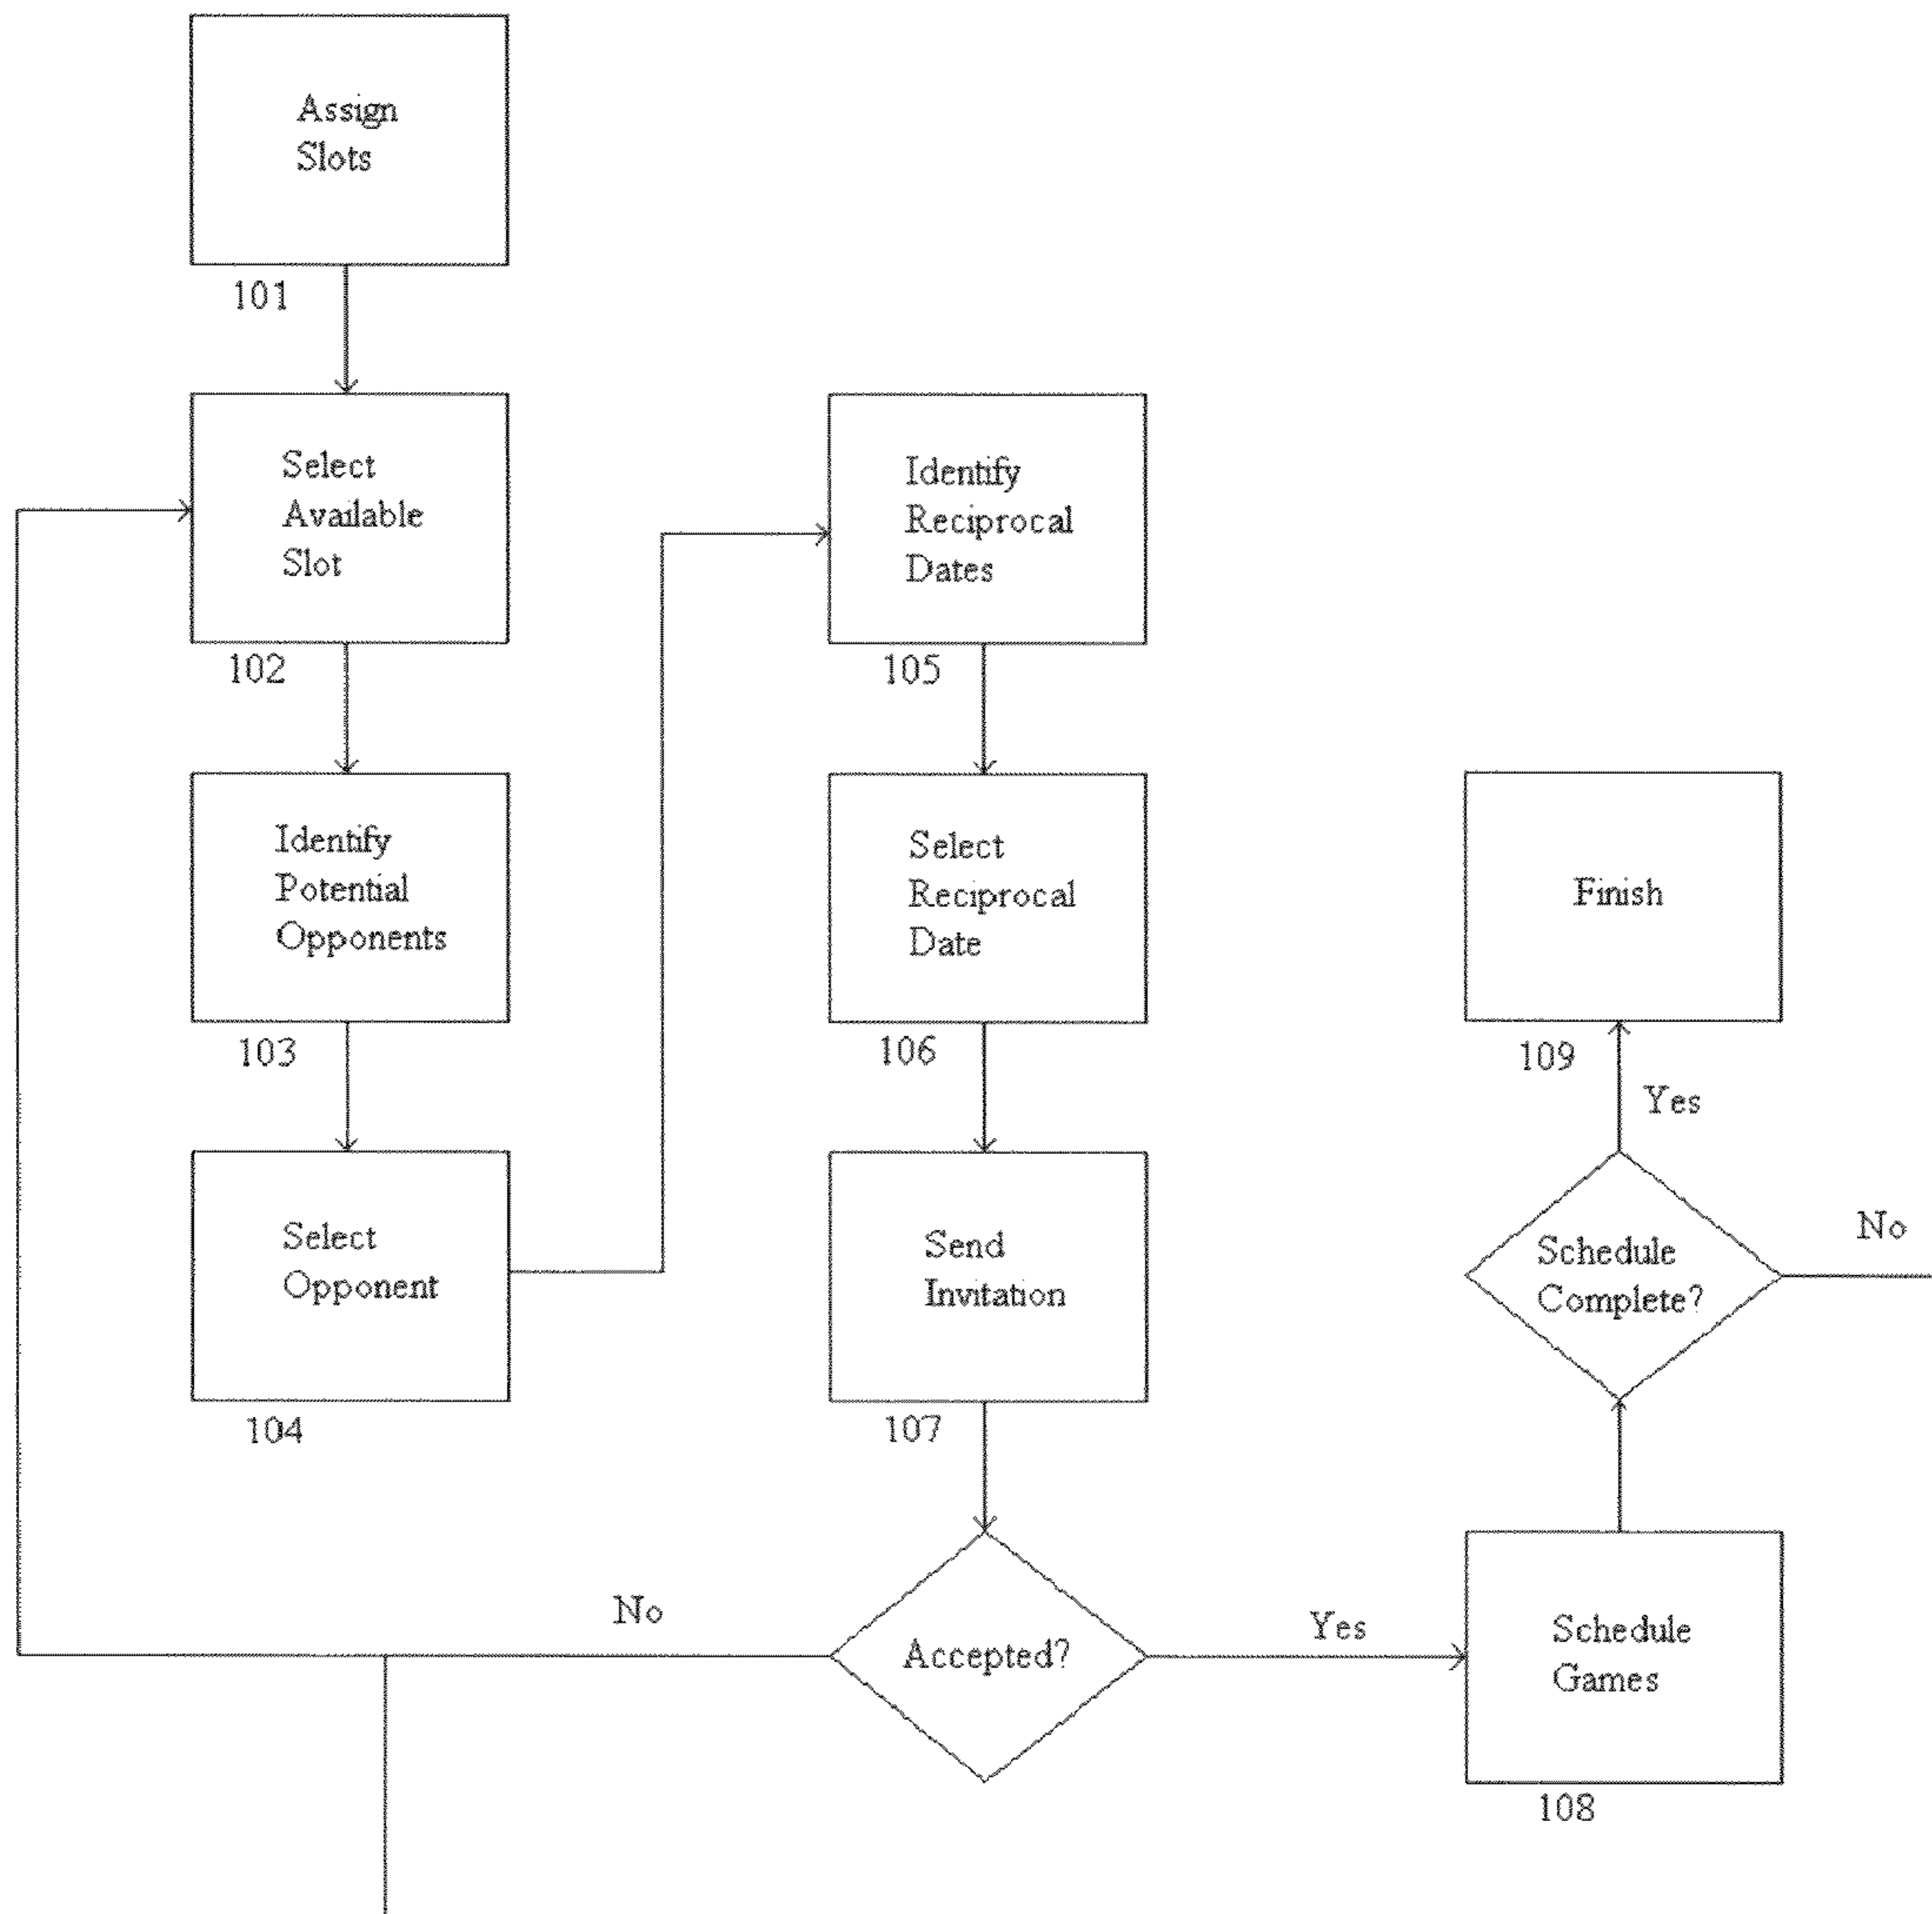 Assign
Slots
101
Select
Available
Slot
102
Identify
Potential
Opponents
103
Select
Opponent
104
Identify
Reciprocal
Dates
105
Select
Reciprocal
Date
106
Send
Invitation
107
Accepted?
No
Yes
Schedule
Games
108
Schedule
Complete?
No
Yes
Finish
109